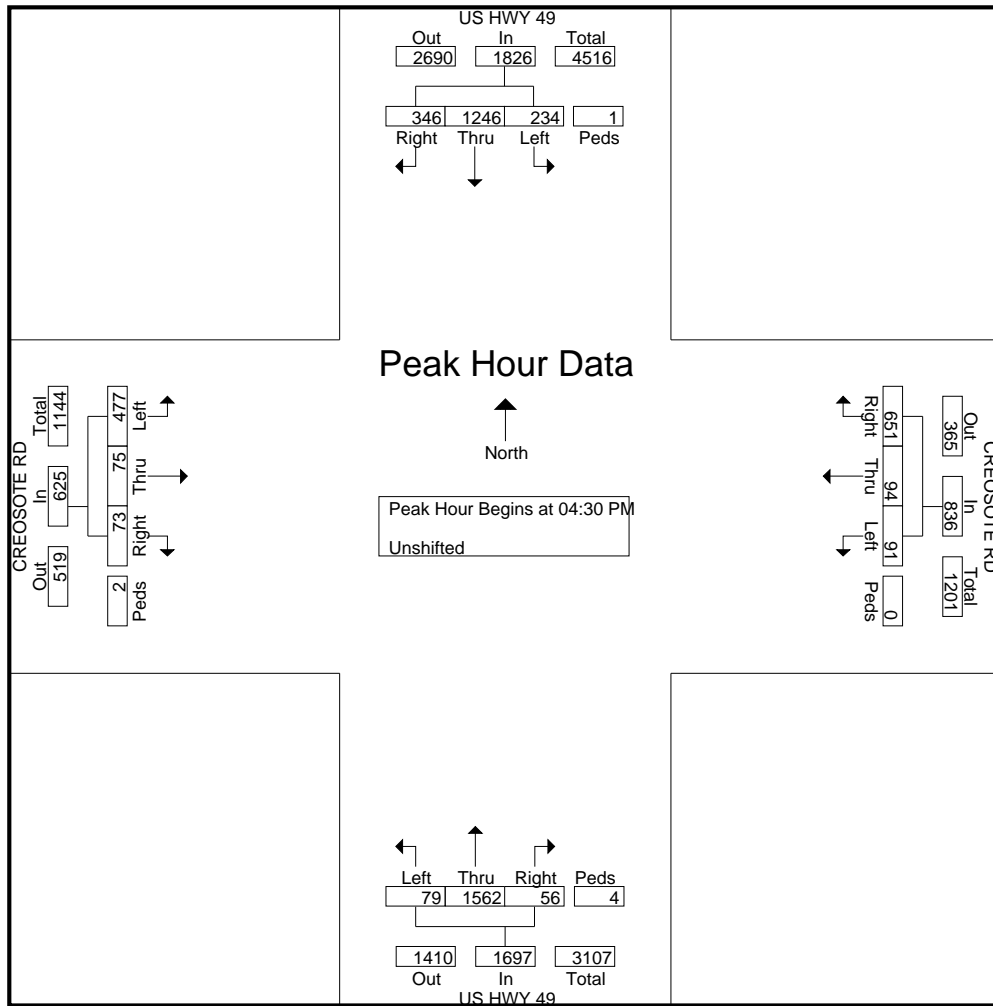 US HWY 49
Out In Total
2690 1826 4516
346 1246 234 1
Right Thru Left Peds
Peak Hour Data
North
Peak Hour Begins at 04:30 PM
Unshifted
CREOSOTE RD
Out In Total
519 625 1144
73 75 477 2
Right Thru Left Peds
CREOSOTE RD
Out In Total
365 836 1201
651 94 91 0
Right Thru Left Peds
Left Thru Right Peds
79 1562 56 4
1410 1697 3107
Out In Total
US HWY 49